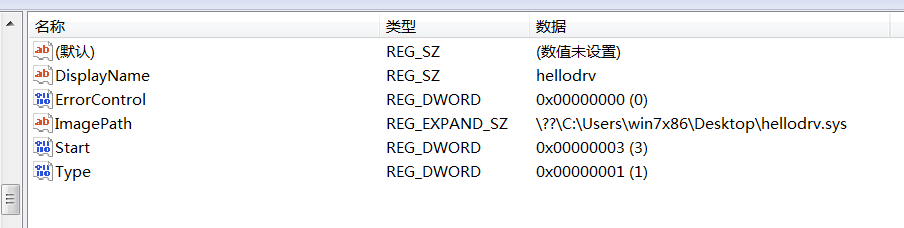 名称 类型 数据
(默认) REG_SZ (数值未设置)
DisplayName REG_SZ hellodrv
ErrorControl REG_DWORD 0x00000000 (0)
ImagePath REG_EXPAND_SZ \??\C:\Users\win7x86\Desktop\hellodrv.sys
Start REG_DWORD 0x00000003 (3)
Type REG_DWORD 0x00000001 (1)